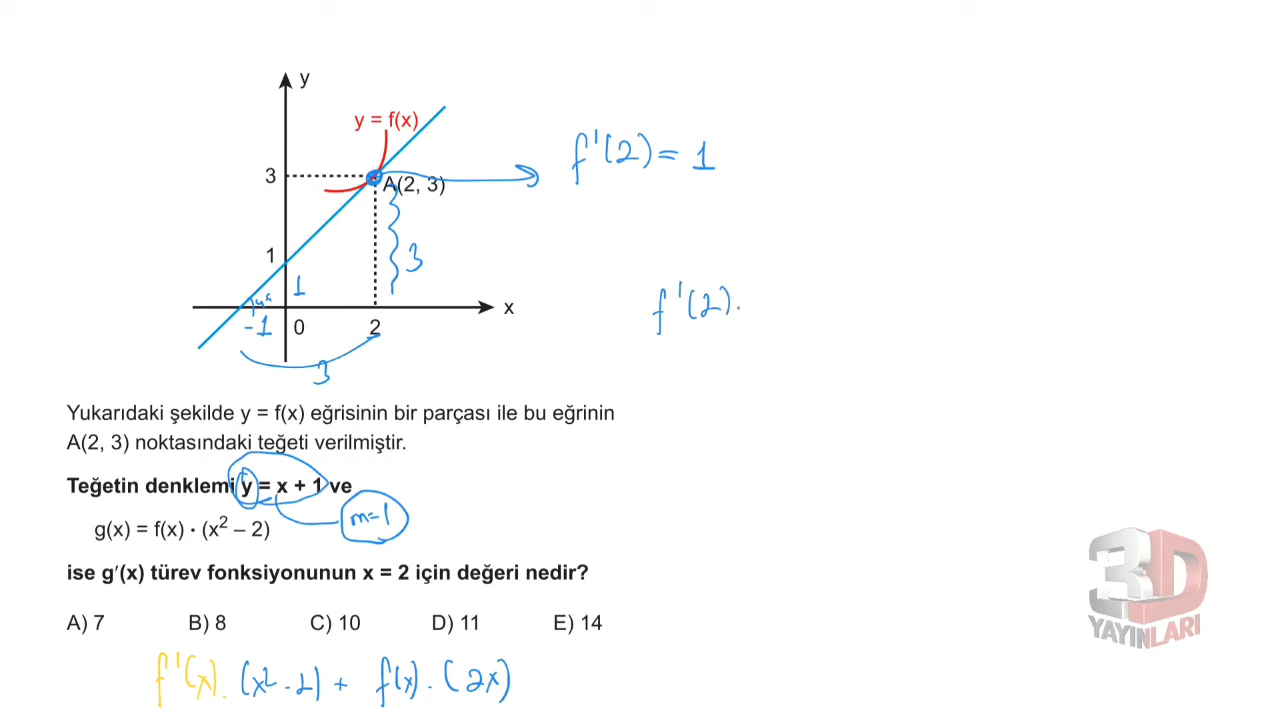 y
y = f(x)
f'(2) = 1
3
A(2, 3)
3
1
1
f'(2).
x
-1
0
2
3
Yukarıdaki şekilde y = f(x) eğrisinin bir parçası ile bu eğrinin
A(2, 3) noktasındaki teğeti verilmiştir.
Teğetin denklemi y = x + 1 ve
m=1
g(x) = f(x) · (x² – 2)
ise g′(x) türev fonksiyonunun x = 2 için değeri nedir?
A) 7 B) 8 C) 10 D) 11 E) 14
f'(x). (x² - 2) + f(x). (2x)
3D
YAYINLARI